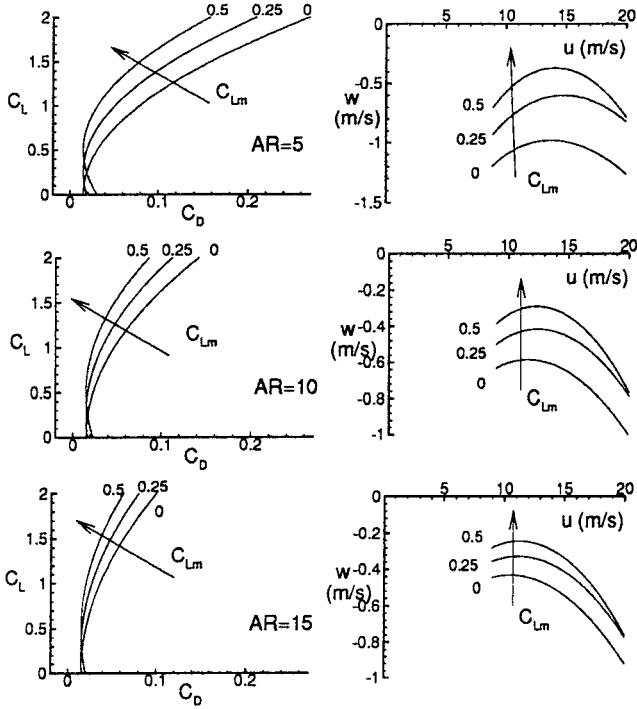 0.5 0.25 0
2
1.5
C_L
1
0.5
0
C_Lm
AR=5
0 0.1 0.2
C_D
0 5 10 15 20
u (m/s)
-0.5
w
(m/s)
-1
-1.5
0.5
0.25
0
C_Lm
0.5 0.25 0
2
1.5
C_L
1
0.5
0
C_Lm
AR=10
0 0.1 0.2
C_D
0 5 10 15 20
u (m/s)
-0.2
-0.4
w
(m/s)
-0.6
-0.8
-1
0.5
0.25
0
C_Lm
0.5 0.25
0
2
1.5
C_L
1
0.5
0
C_Lm
AR=15
0 0.1 0.2
C_D
0 5 10 15 20
u (m/s)
-0.2
-0.4
w
(m/s)
-0.6
-0.8
-1
0.5
0.25
0
C_Lm